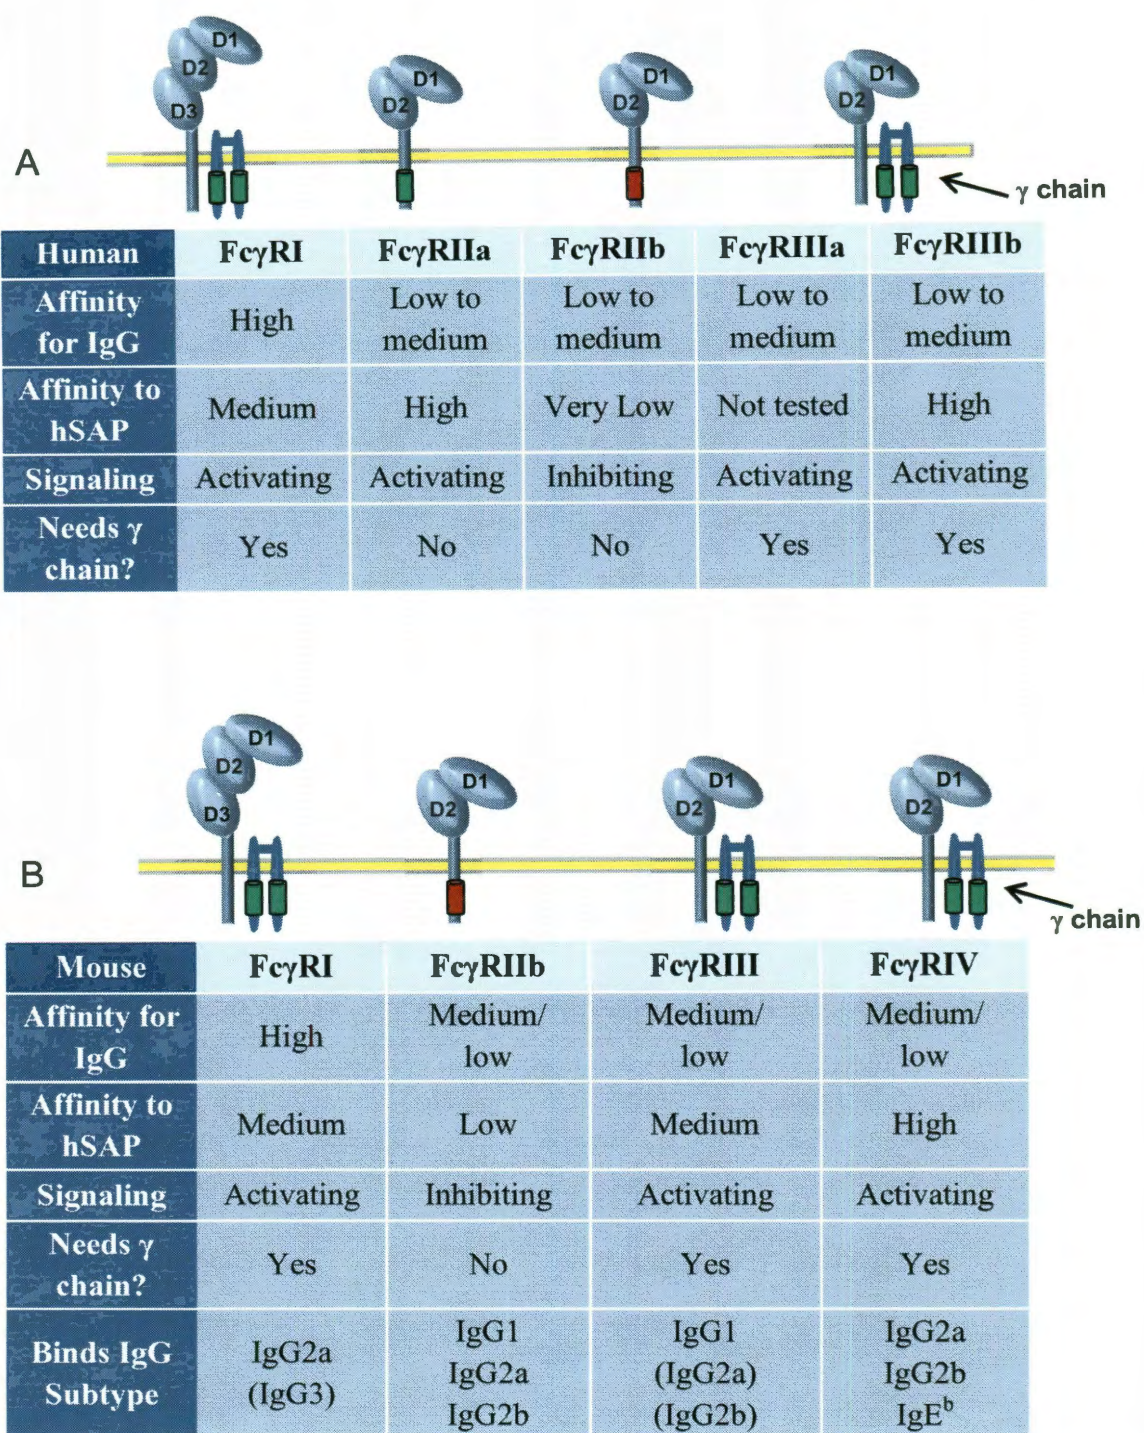 D1
D2
D3
D1
D2
D1
D2
D1
D2
A
γ chain
Human FcγRI FcγRIIa FcγRIIb FcγRIIIa FcγRIIIb
Affinity for IgG High Low to medium Low to medium Low to medium Low to medium
Affinity to hSAP Medium High Very Low Not tested High
Signaling Activating Activating Inhibiting Activating Activating
Needs γ chain? Yes No No Yes Yes
D1
D2
D3
D1
D2
D1
D2
D1
D2
B
γ chain
Mouse FcγRI FcγRIIb FcγRIII FcγRIV
Affinity for IgG High Medium/ low Medium/ low Medium/ low
Affinity to hSAP Medium Low Medium High
Signaling Activating Inhibiting Activating Activating
Needs γ chain? Yes No Yes Yes
Binds IgG Subtype IgG2a (IgG3) IgG1 IgG2a IgG2b IgG1 (IgG2a) (IgG2b) IgG2a IgG2b IgEᵇ